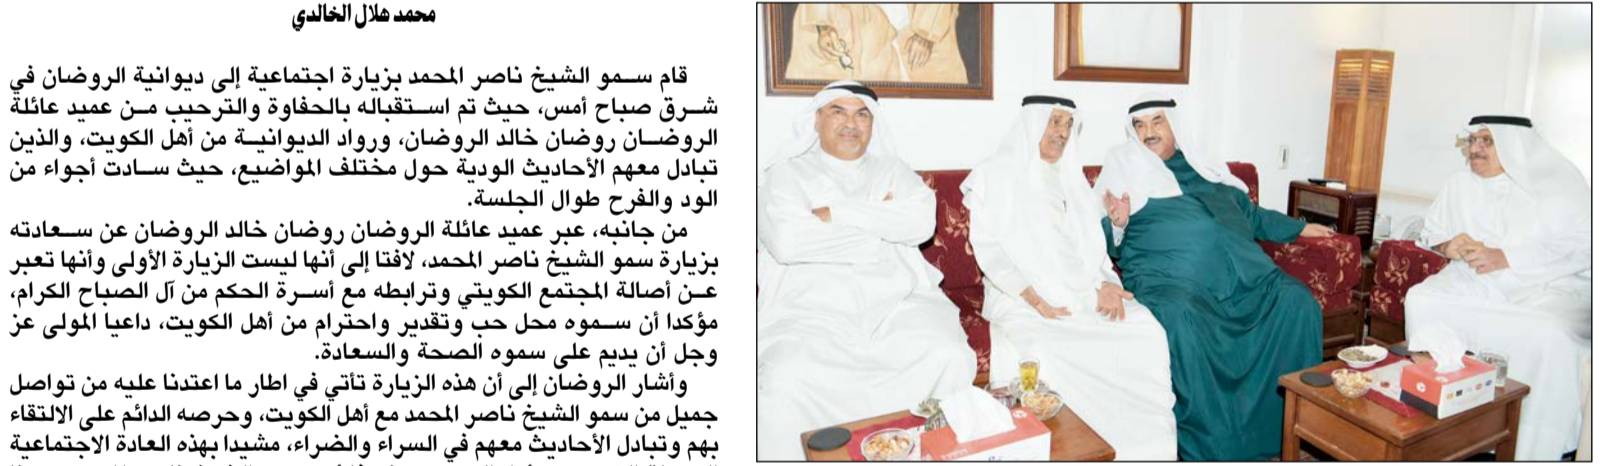 محمد هلال الخالدي
قام سمو الشيخ ناصر المحمد بزيارة اجتماعية إلى ديوانية الروضان في
شرق صباح أمس، حيث تم استقباله بالحفاوة والترحيب من عميد عائلة
الروضان روضان خالد الروضان، ورواد الديوانية من أهل الكويت، والذين
تبادل معهم الأحاديث الودية حول مختلف المواضيع، حيث سادت أجواء من
الود والفرح طوال الجلسة.
من جانبه، عبر عميد عائلة الروضان روضان خالد الروضان عن سعادته
بزيارة سمو الشيخ ناصر المحمد، لافتا إلى أنها ليست الزيارة الأولى وأنها تعبر
عن أصالة المجتمع الكويتي وترابطه مع أسرة الحكم من آل الصباح الكرام،
مؤكدا أن سموه محل حب وتقدير واحترام من أهل الكويت، داعيا المولى عز
وجل أن يديم على سموه الصحة والسعادة.
وأشار الروضان إلى أن هذه الزيارة تأتي في اطار ما اعتدنا عليه من تواصل
جميل من سمو الشيخ ناصر المحمد مع أهل الكويت، وحرصه الدائم على الالتقاء
بهم وتبادل الأحاديث معهم في السراء والضراء، مشيدا بهذه العادة الاجتماعية